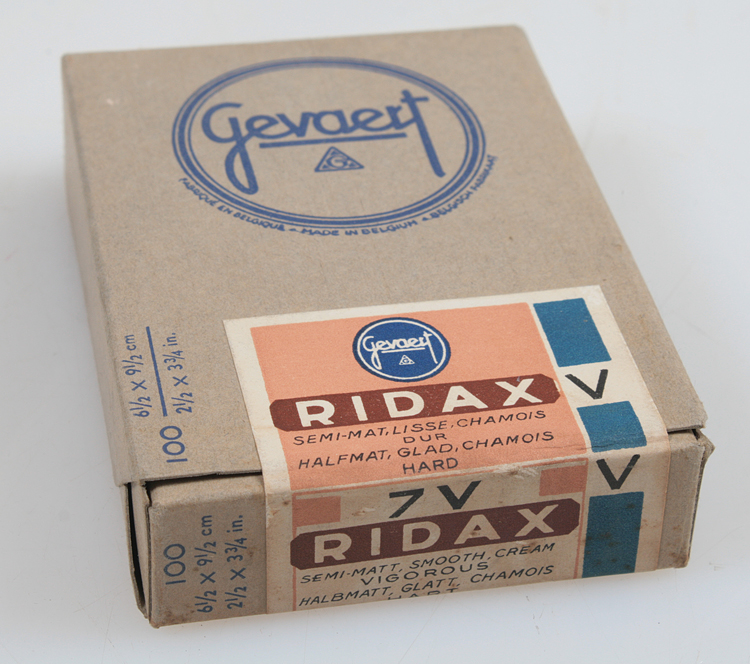 Gevaert
G
FABRIQUÉ EN BELGIQUE - MADE IN BELGIUM - BELGISCH FABRIKAAT
100 6½ X 9½ cm
2½ X 3¾ in.
Gevaert
RIDAX
V
SEMI-MAT, LISSE, CHAMOIS
DUR
HALFMAT, GLAD, CHAMOIS
HARD
7V
V
RIDAX
SEMI-MATT, SMOOTH, CREAM
VIGOROUS
HALBMATT, GLATT, CHAMOIS
HART
100
6½ X 9½ cm
2½ X 3¾ in.